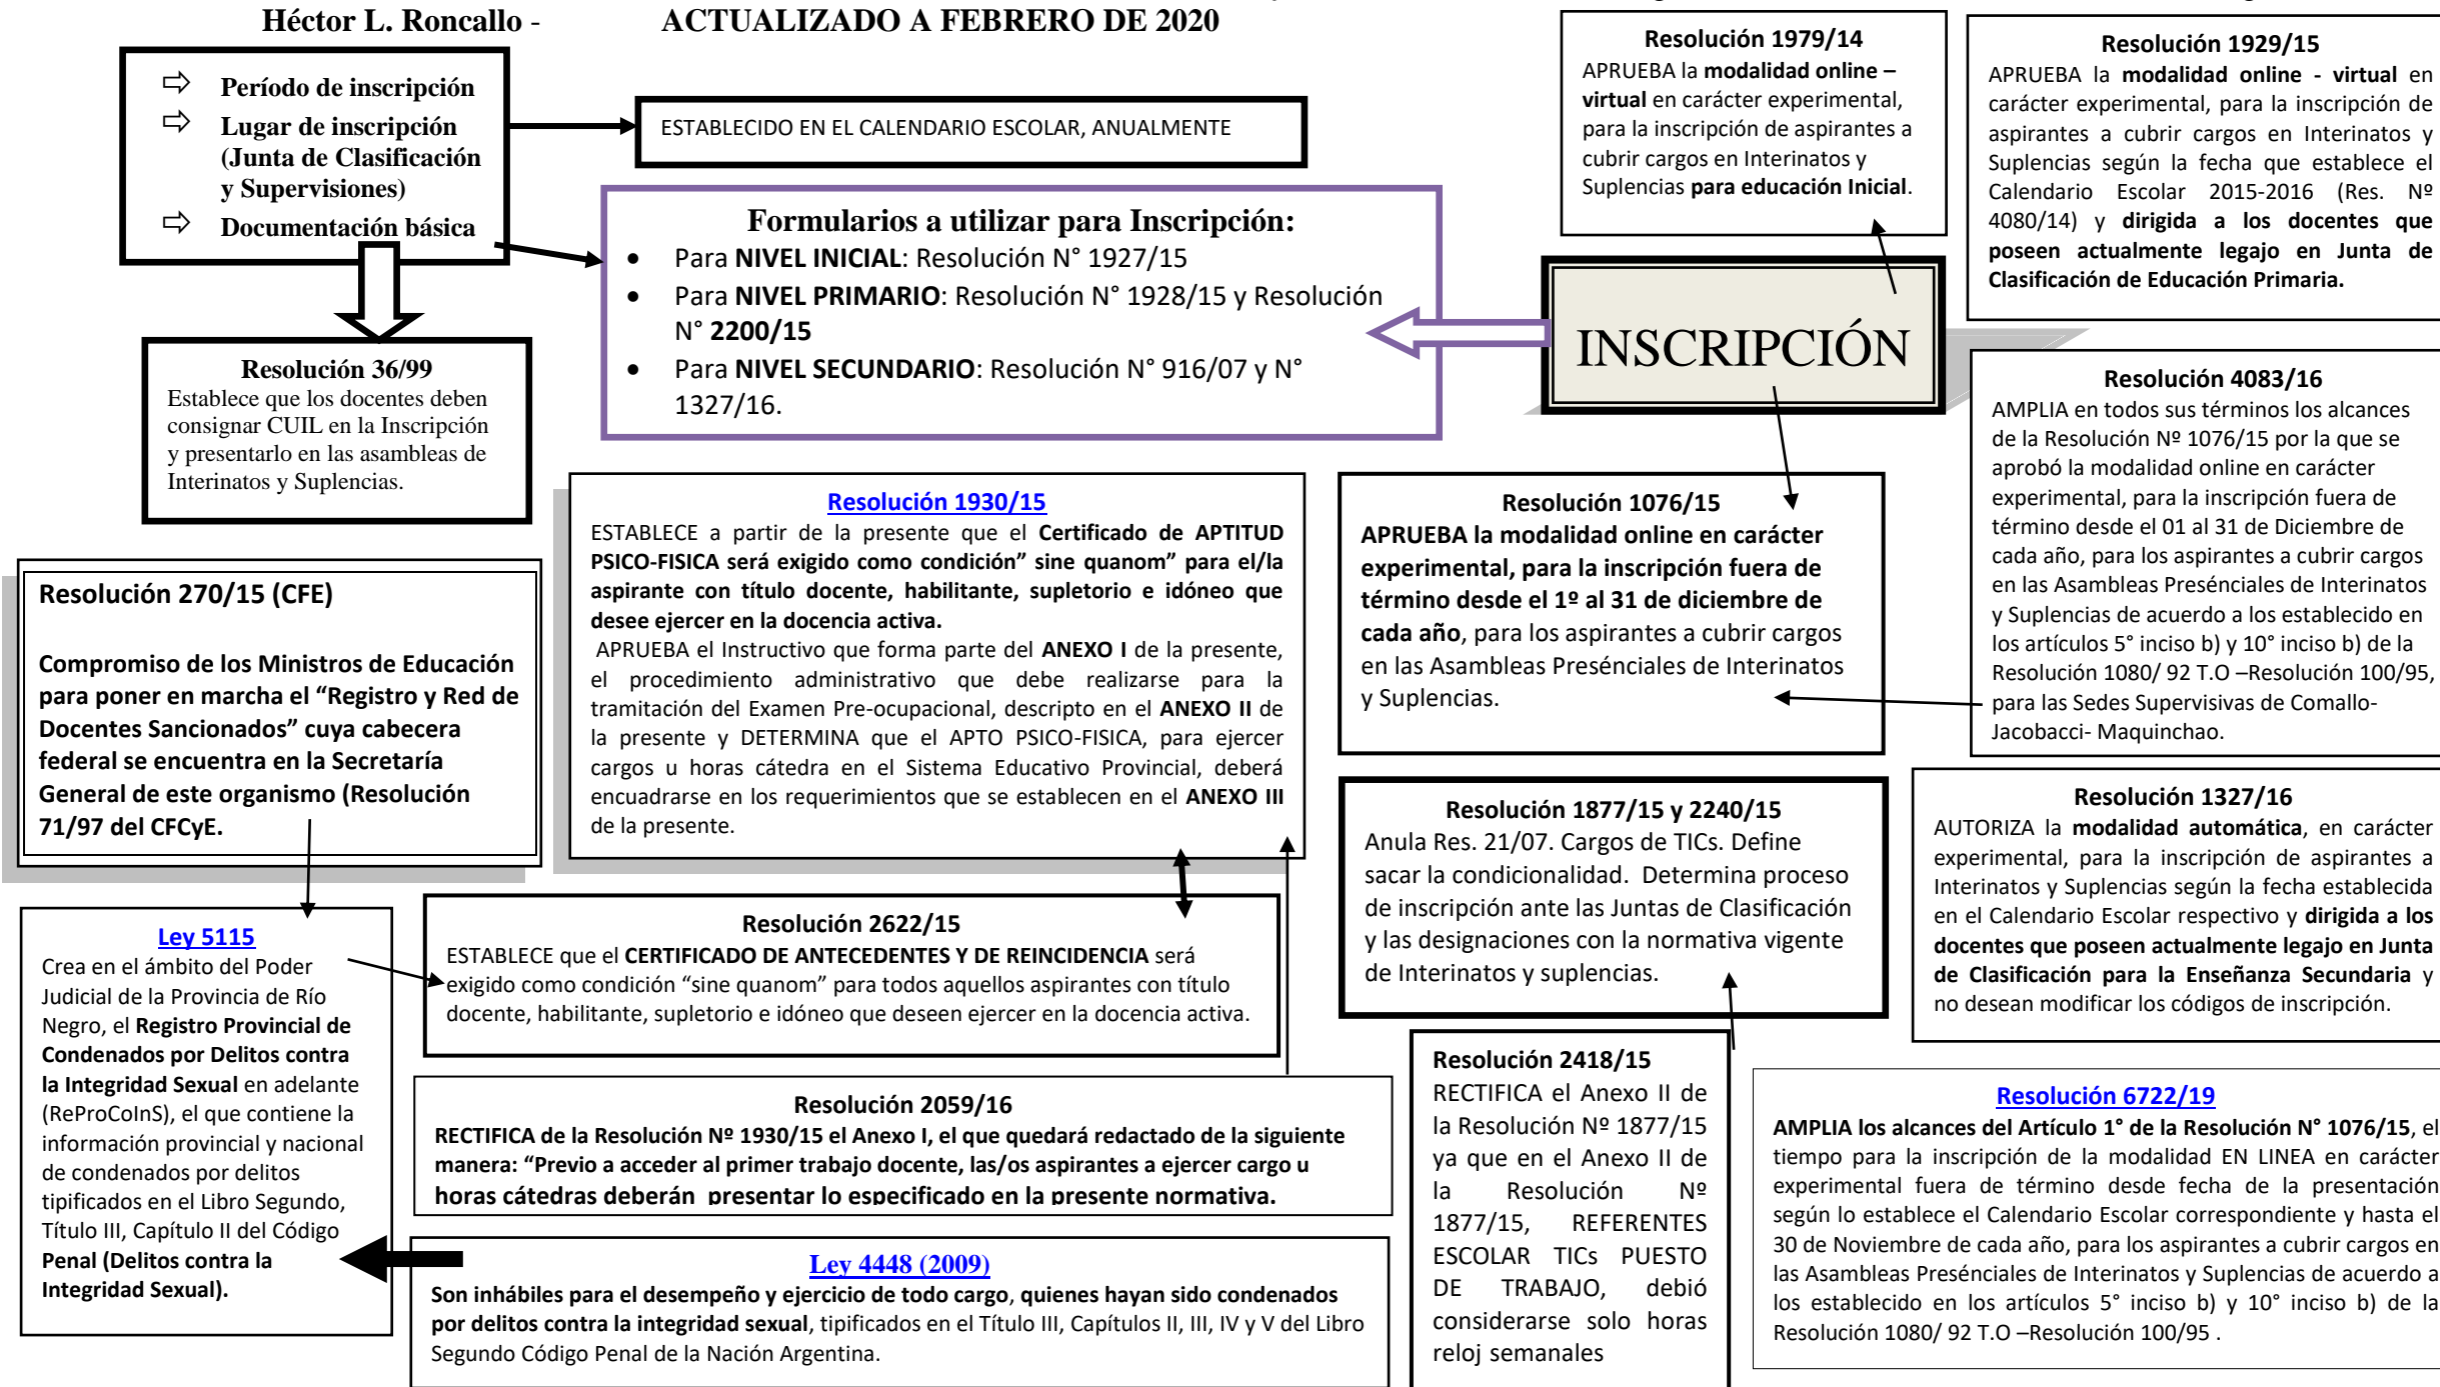 Héctor L. Roncallo - ACTUALIZADO A FEBRERO DE 2020
⇨ Período de inscripción
⇨ Lugar de inscripción
(Junta de Clasificación
y Supervisiones)
⇨ Documentación básica
ESTABLECIDO EN EL CALENDARIO ESCOLAR, ANUALMENTE
Formularios a utilizar para Inscripción:
• Para NIVEL INICIAL: Resolución N° 1927/15
• Para NIVEL PRIMARIO: Resolución N° 1928/15 y Resolución
N° 2200/15
• Para NIVEL SECUNDARIO: Resolución N° 916/07 y N°
1327/16.
Resolución 1979/14
APRUEBA la modalidad online –
virtual en carácter experimental,
para la inscripción de aspirantes a
cubrir cargos en Interinatos y
Suplencias para educación Inicial.
Resolución 1929/15
APRUEBA la modalidad online - virtual en
carácter experimental, para la inscripción de
aspirantes a cubrir cargos en Interinatos y
Suplencias según la fecha que establece el
Calendario Escolar 2015-2016 (Res. Nº
4080/14) y dirigida a los docentes que
poseen actualmente legajo en Junta de
Clasificación de Educación Primaria.
INSCRIPCIÓN
Resolución 36/99
Establece que los docentes deben
consignar CUIL en la Inscripción
y presentarlo en las asambleas de
Interinatos y Suplencias.
Resolución 4083/16
AMPLIA en todos sus términos los alcances
de la Resolución Nº 1076/15 por la que se
aprobó la modalidad online en carácter
experimental, para la inscripción fuera de
término desde el 01 al 31 de Diciembre de
cada año, para los aspirantes a cubrir cargos
en las Asambleas Presénciales de Interinatos
y Suplencias de acuerdo a los establecido en
los artículos 5° inciso b) y 10° inciso b) de la
Resolución 1080/ 92 T.O –Resolución 100/95,
para las Sedes Supervisivas de Comallo-
Jacobacci- Maquinchao.
Resolución 1930/15
ESTABLECE a partir de la presente que el Certificado de APTITUD
PSICO-FISICA será exigido como condición” sine quanom” para el/la
aspirante con título docente, habilitante, supletorio e idóneo que
desee ejercer en la docencia activa.
APRUEBA el Instructivo que forma parte del ANEXO I de la presente,
el procedimiento administrativo que debe realizarse para la
tramitación del Examen Pre-ocupacional, descripto en el ANEXO II de
la presente y DETERMINA que el APTO PSICO-FISICA, para ejercer
cargos u horas cátedra en el Sistema Educativo Provincial, deberá
encuadrarse en los requerimientos que se establecen en el ANEXO III
de la presente.
Resolución 1076/15
APRUEBA la modalidad online en carácter
experimental, para la inscripción fuera de
término desde el 1º al 31 de diciembre de
cada año, para los aspirantes a cubrir cargos
en las Asambleas Presénciales de Interinatos
y Suplencias.
Resolución 270/15 (CFE)
Compromiso de los Ministros de Educación
para poner en marcha el “Registro y Red de
Docentes Sancionados” cuya cabecera
federal se encuentra en la Secretaría
General de este organismo (Resolución
71/97 del CFCyE.
Resolución 1877/15 y 2240/15
Anula Res. 21/07. Cargos de TICs. Define
sacar la condicionalidad. Determina proceso
de inscripción ante las Juntas de Clasificación
y las designaciones con la normativa vigente
de Interinatos y suplencias.
Resolución 1327/16
AUTORIZA la modalidad automática, en carácter
experimental, para la inscripción de aspirantes a
Interinatos y Suplencias según la fecha establecida
en el Calendario Escolar respectivo y dirigida a los
docentes que poseen actualmente legajo en Junta
de Clasificación para la Enseñanza Secundaria y
no desean modificar los códigos de inscripción.
Ley 5115
Crea en el ámbito del Poder
Judicial de la Provincia de Río
Negro, el Registro Provincial de
Condenados por Delitos contra
la Integridad Sexual en adelante
(ReProCoInS), el que contiene la
información provincial y nacional
de condenados por delitos
tipificados en el Libro Segundo,
Título III, Capítulo II del Código
Penal (Delitos contra la
Integridad Sexual).
Resolución 2622/15
ESTABLECE que el CERTIFICADO DE ANTECEDENTES Y DE REINCIDENCIA será
exigido como condición “sine quanom” para todos aquellos aspirantes con título
docente, habilitante, supletorio e idóneo que deseen ejercer en la docencia activa.
Resolución 2059/16
RECTIFICA de la Resolución Nº 1930/15 el Anexo I, el que quedará redactado de la siguiente
manera: “Previo a acceder al primer trabajo docente, las/os aspirantes a ejercer cargo u
horas cátedras deberán presentar lo especificado en la presente normativa.
Ley 4448 (2009)
Son inhábiles para el desempeño y ejercicio de todo cargo, quienes hayan sido condenados
por delitos contra la integridad sexual, tipificados en el Título III, Capítulos II, III, IV y V del Libro
Segundo Código Penal de la Nación Argentina.
Resolución 2418/15
RECTIFICA el Anexo II de
la Resolución Nº 1877/15
ya que en el Anexo II de
la Resolución Nº
1877/15, REFERENTES
ESCOLAR TICs PUESTO
DE TRABAJO, debió
considerarse solo horas
reloj semanales
Resolución 6722/19
AMPLIA los alcances del Artículo 1° de la Resolución N° 1076/15, el
tiempo para la inscripción de la modalidad EN LINEA en carácter
experimental fuera de término desde fecha de la presentación
según lo establece el Calendario Escolar correspondiente y hasta el
30 de Noviembre de cada año, para los aspirantes a cubrir cargos en
las Asambleas Presénciales de Interinatos y Suplencias de acuerdo a
los establecido en los artículos 5° inciso b) y 10° inciso b) de la
Resolución 1080/ 92 T.O –Resolución 100/95 .